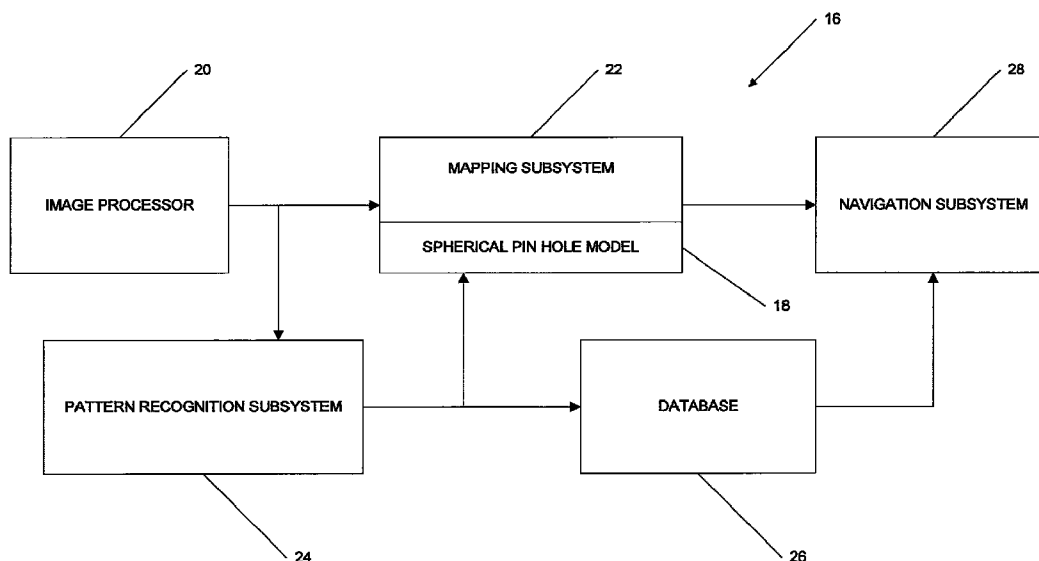 16
20
22
28
IMAGE PROCESSOR
MAPPING SUBSYSTEM
SPHERICAL PIN HOLE MODEL
NAVIGATION SUBSYSTEM
18
PATTERN RECOGNITION SUBSYSTEM
DATABASE
24
26